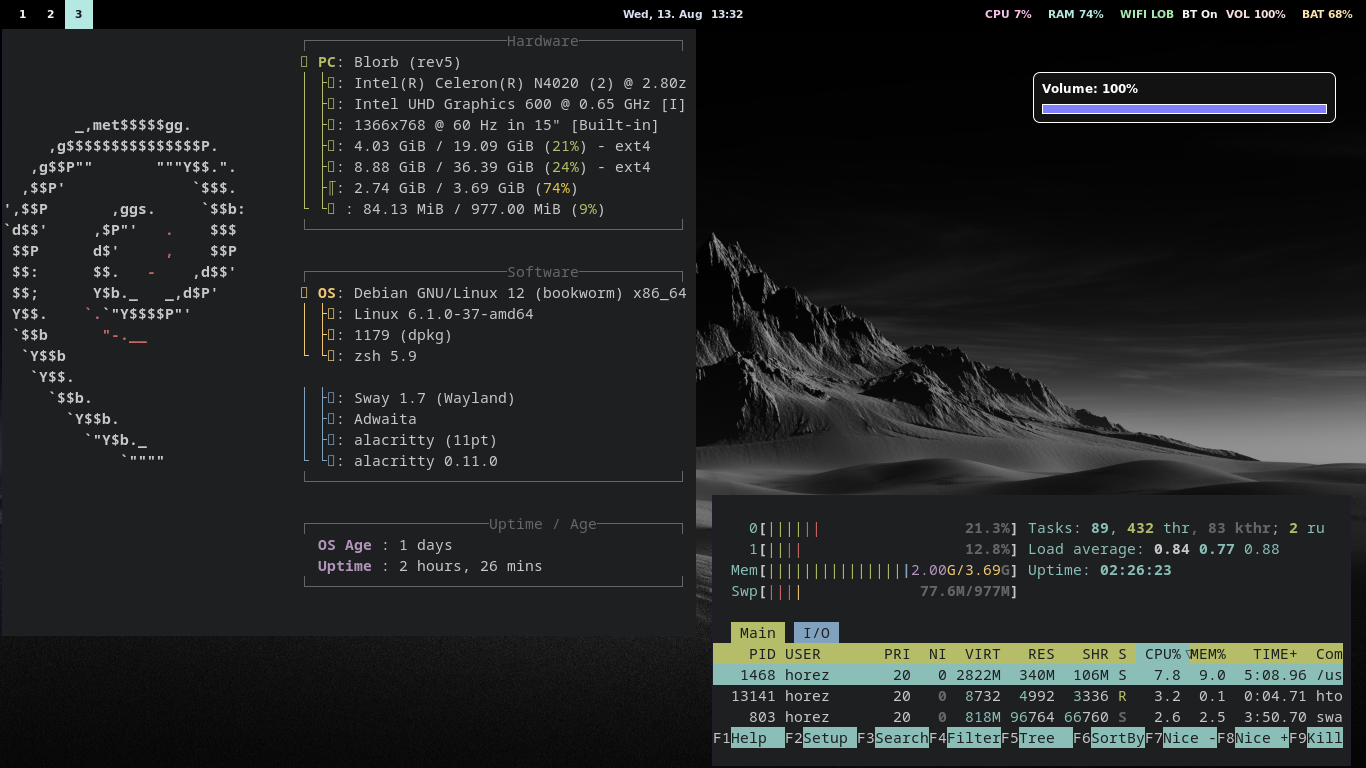 1 2 3 Wed, 13. Aug 13:32 CPU 7% RAM 74% WIFI LOB BT On VOL 100% BAT 68%
Hardware
PC: Blorb (rev5)
: Intel(R) Celeron(R) N4020 (2) @ 2.80z
: Intel UHD Graphics 600 @ 0.65 GHz [I]
: 1366x768 @ 60 Hz in 15" [Built-in]
: 4.03 GiB / 19.09 GiB (21%) - ext4
: 8.88 GiB / 36.39 GiB (24%) - ext4
: 2.74 GiB / 3.69 GiB (74%)
: 84.13 MiB / 977.00 MiB (9%)
Software
OS: Debian GNU/Linux 12 (bookworm) x86_64
: Linux 6.1.0-37-amd64
: 1179 (dpkg)
: zsh 5.9
: Sway 1.7 (Wayland)
: Adwaita
: alacritty (11pt)
: alacritty 0.11.0
Uptime / Age
OS Age : 1 days
Uptime : 2 hours, 26 mins
_,met$$$$$gg.
,g$$$$$$$$$$$$$$$P.
,g$$P"" """Y$$.".
,$$P' `$$$.
',$$P ,ggs. `$$b:
`d$$' ,$P"' . $$$
$$P d$' , $$P
$$: $$. - ,d$$'
$$; Y$b._ _,d$P'
Y$$. `.`"Y$$$$P"'
`$$b "-.__
`Y$$b
`Y$$.
`$$b.
`Y$$b.
`"Y$b._
`""""
Volume: 100%
0[||||||21.3%] Tasks: 89, 432 thr, 83 kthr; 2 ru
1[||||12.8%] Load average: 0.84 0.77 0.88
Mem[||||||||||||||||2.00G/3.69G] Uptime: 02:26:23
Swp[||||77.6M/977M]
Main I/O
PID USER PRI NI VIRT RES SHR S CPU%▽MEM% TIME+ Com
1468 horez 20 0 2822M 340M 106M S 7.8 9.0 5:08.96 /us
13141 horez 20 0 8732 4992 3336 R 3.2 0.1 0:04.71 hto
803 horez 20 0 818M 96764 66760 S 2.6 2.5 3:50.70 swa
F1Help F2Setup F3SearchF4FilterF5Tree F6SortByF7Nice -F8Nice +F9Kill